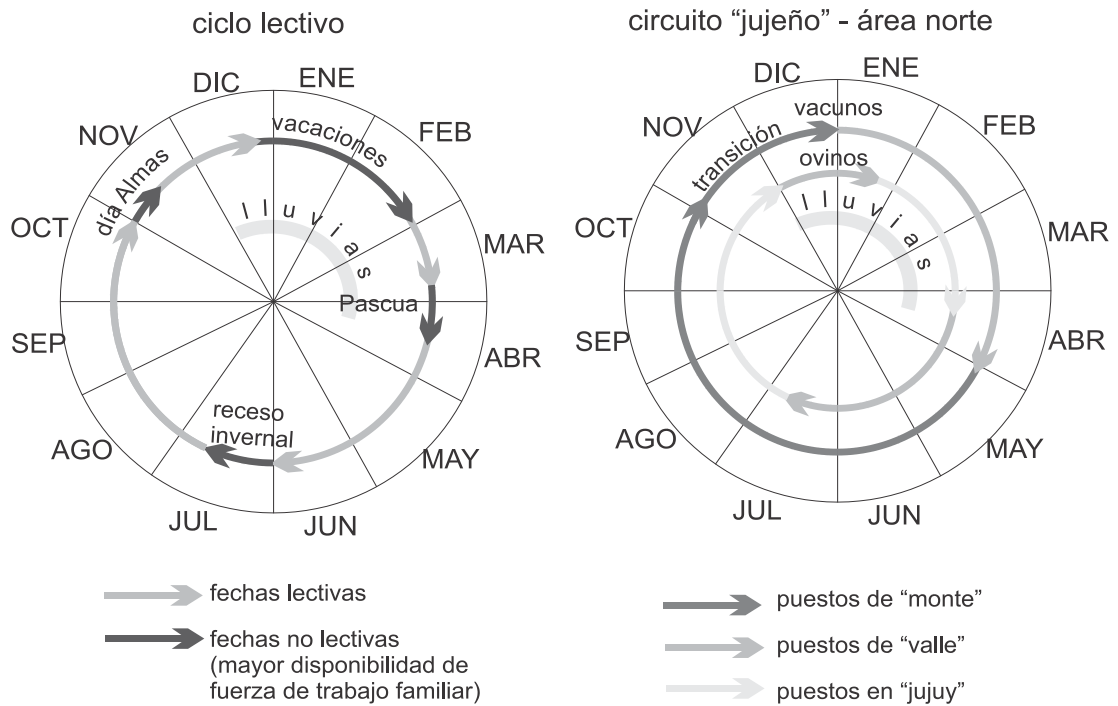 ciclo lectivo
DIC
ENE
NOV
FEB
vacaciones
día Almas
OCT
lluvias
MAR
Pascua
SEP
ABR
receso
invernal
AGO
MAY
JUL
JUN
fechas lectivas
fechas no lectivas
(mayor disponibilidad de
fuerza de trabajo familiar)
circuito “jujeño” - área norte
DIC
ENE
vacunos
NOV
FEB
transición
ovinos
OCT
lluvias
MAR
SEP
ABR
AGO
MAY
JUL
JUN
puestos de “monte”
puestos de “valle”
puestos en “jujuy”